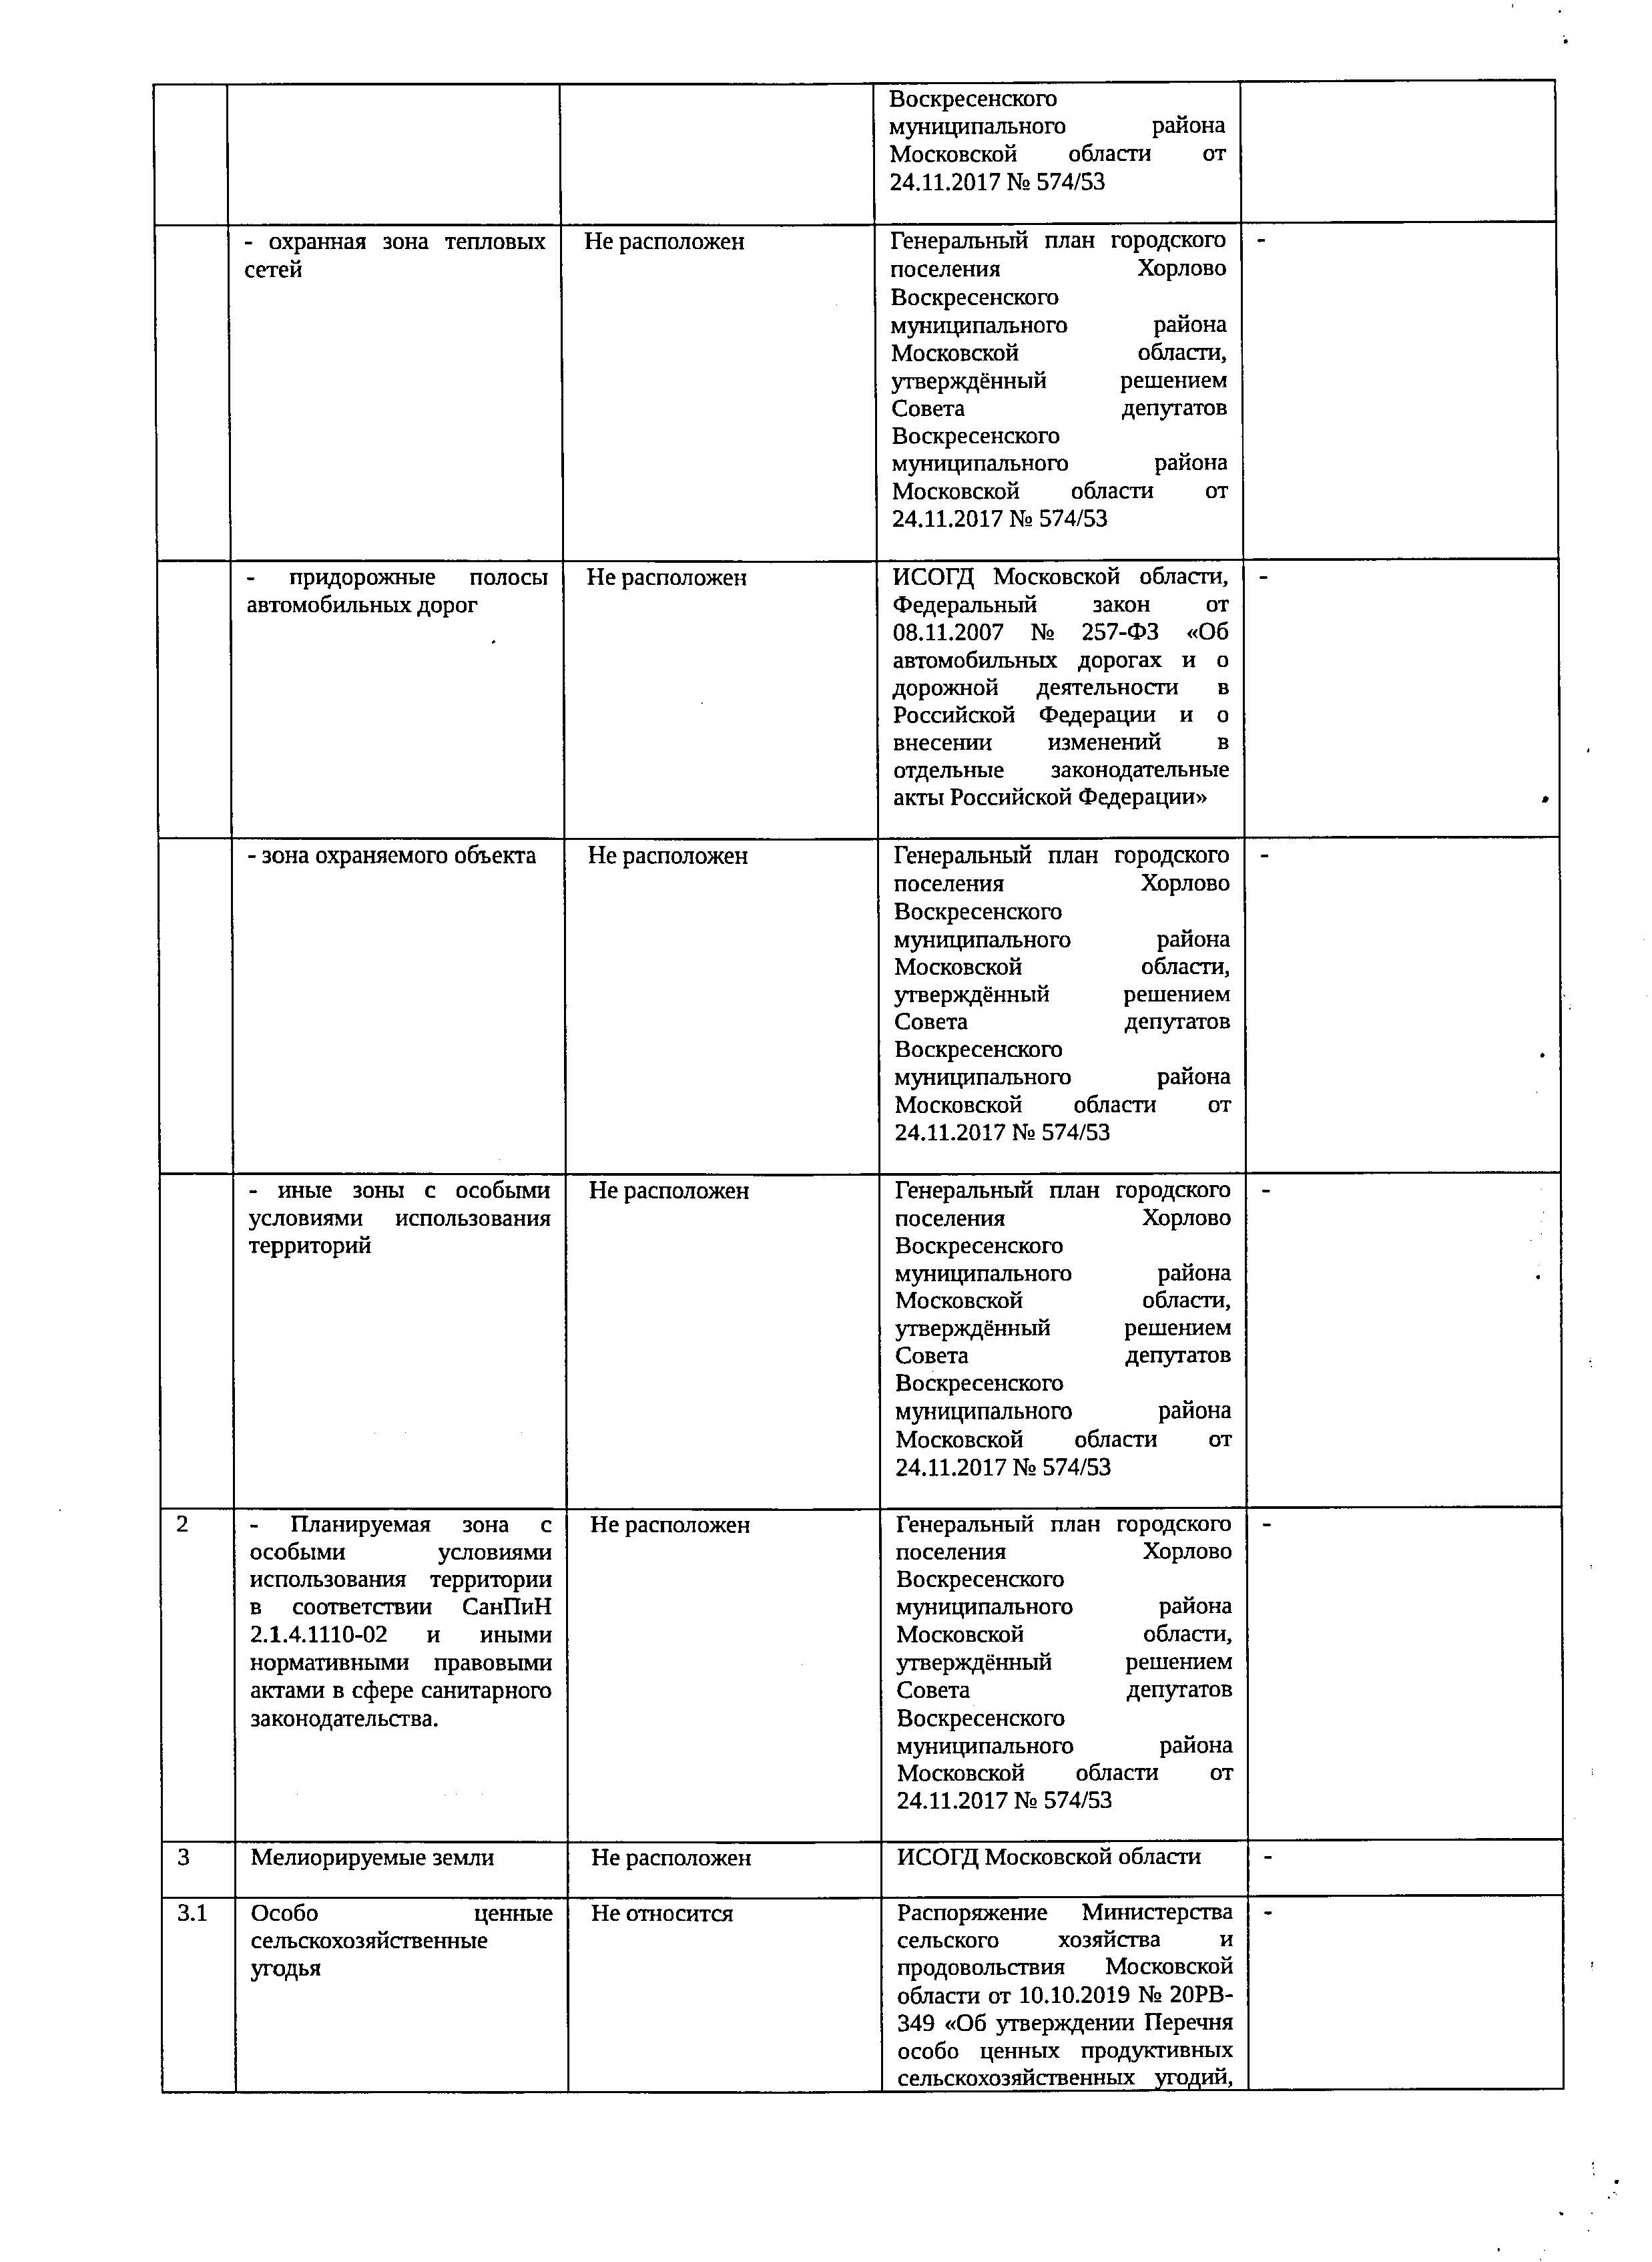 Воскресенского
муниципального района
Московской области от
24.11.2017 № 574/53
- охранная зона тепловых
сетей
Не расположен
Генеральный план городского
поселения Хорлово
Воскресенского
муниципального района
Московской области,
утверждённый решением
Совета депутатов
Воскресенского
муниципального района
Московской области от
24.11.2017 № 574/53
-
- придорожные полосы
автомобильных дорог
Не расположен
ИСОГД Московской области,
Федеральный закон от
08.11.2007 № 257-ФЗ «Об
автомобильных дорогах и о
дорожной деятельности в
Российской Федерации и о
внесении изменений в
отдельные законодательные
акты Российской Федерации»
-
- зона охраняемого объекта
Не расположен
Генеральный план городского
поселения Хорлово
Воскресенского
муниципального района
Московской области,
утверждённый решением
Совета депутатов
Воскресенского
муниципального района
Московской области от
24.11.2017 № 574/53
-
- иные зоны с особыми
условиями использования
территорий
Не расположен
Генеральный план городского
поселения Хорлово
Воскресенского
муниципального района
Московской области,
утверждённый решением
Совета депутатов
Воскресенского
муниципального района
Московской области от
24.11.2017 № 574/53
-
2
- Планируемая зона с
особыми условиями
использования территории
в соответствии СанПиН
2.1.4.1110-02 и иными
нормативными правовыми
актами в сфере санитарного
законодательства.
Не расположен
Генеральный план городского
поселения Хорлово
Воскресенского
муниципального района
Московской области,
утверждённый решением
Совета депутатов
Воскресенского
муниципального района
Московской области от
24.11.2017 № 574/53
-
3
Мелиорируемые земли
Не расположен
ИСОГД Московской области
-
3.1
Особо ценные
сельскохозяйственные
угодья
Не относится
Распоряжение Министерства
сельского хозяйства и
продовольствия Московской
области от 10.10.2019 № 20РВ-
349 «Об утверждении Перечня
особо ценных продуктивных
сельскохозяйственных угодий,
-